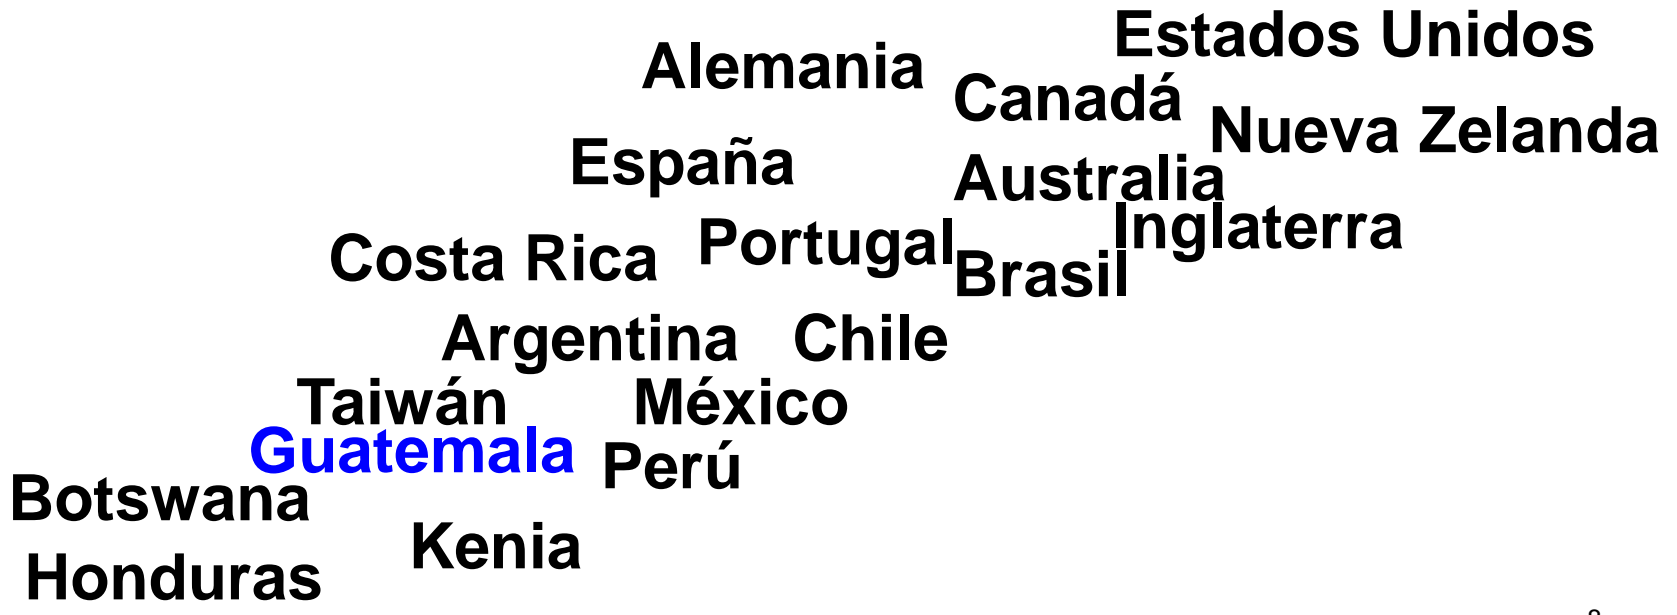 Estados Unidos
Alemania
Canadá
Nueva Zelanda
España
Australia
Inglaterra
Portugal
Costa Rica
Brasil
Argentina
Chile
Taiwán
México
Guatemala
Perú
Botswana
Kenia
Honduras